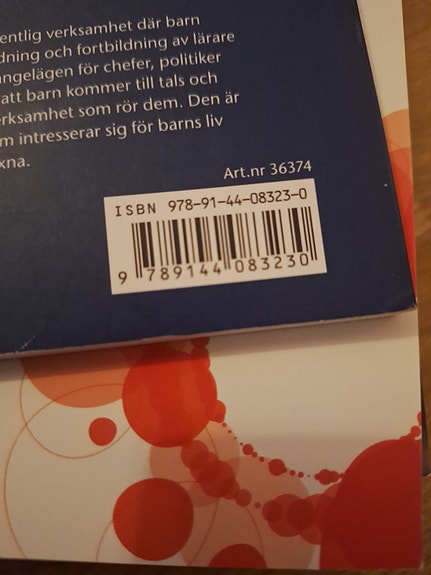 entlig verksamhet där barn
dning och fortbildning av lärare
angelägen för chefer, politiker
att barn kommer till tals och
erksamhet som rör dem. Den är
m intresserar sig för barns liv
xna.
Art.nr 36374
ISBN 978-91-44-08323-0
9 789144 083230